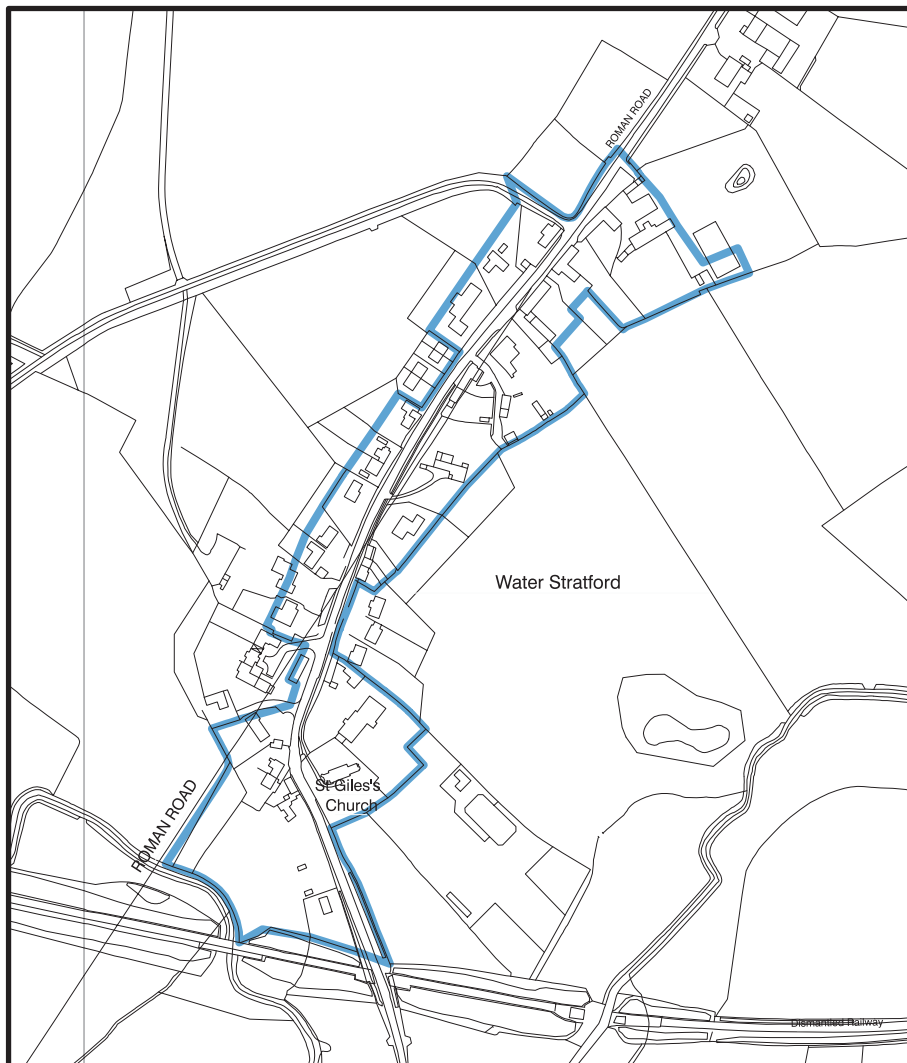 ROMAN ROAD
Water Stratford
ROMAN ROAD
St Giles's
Church
Dismantled Railway